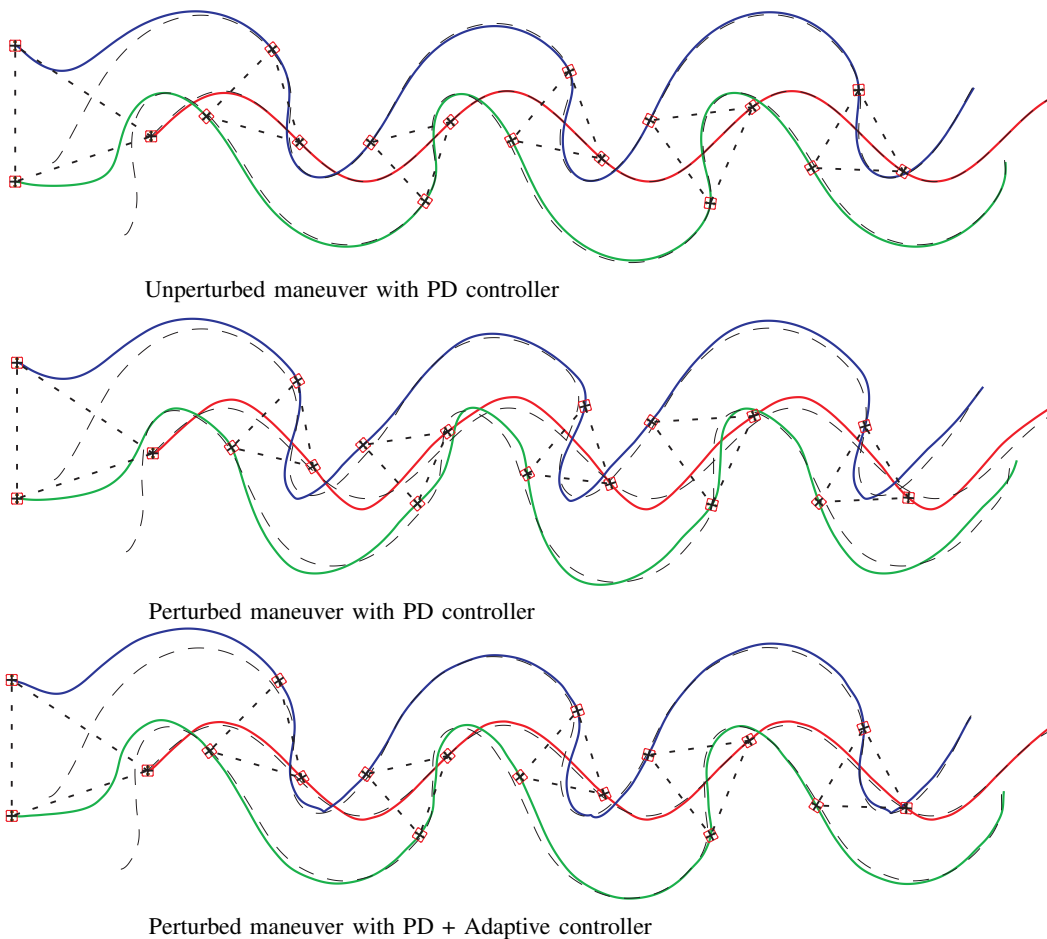 Unperturbed maneuver with PD controller
Perturbed maneuver with PD controller
Perturbed maneuver with PD + Adaptive controller